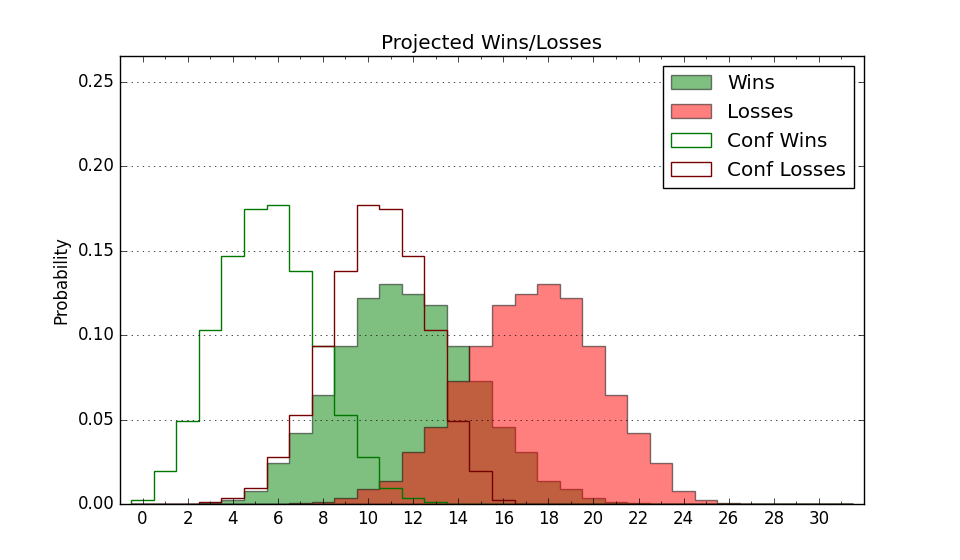 Projected Wins/Losses
Wins
Losses
Conf Wins
Conf Losses
Probability
0.25
0.20
0.15
0.10
0.05
0.00
0 2 4 6 8 10 12 14 16 18 20 22 24 26 28 30